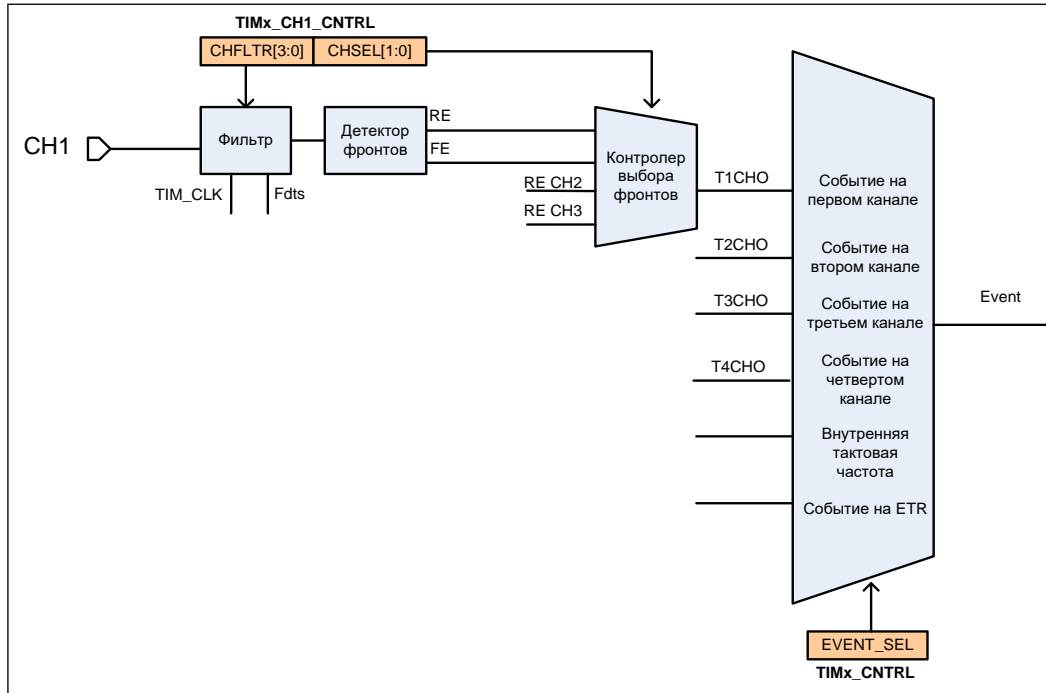 TIMx_CH1_CNTRL
CHFLTR[3:0] CHSEL[1:0]
CH1
Фильтр
Детектор
фронтов
RE
FE
RE CH2
RE CH3
TIM_CLK
Fdts
Контролер
выбора
фронтов
T1CHO
T2CHO
T3CHO
T4CHO
Событие на
первом канале
Событие на
втором канале
Событие на
третьем канале
Событие на
четвертом
канале
Внутренняя
тактовая
частота
Событие на ETR
Event
EVENT_SEL
TIMx_CNTRL